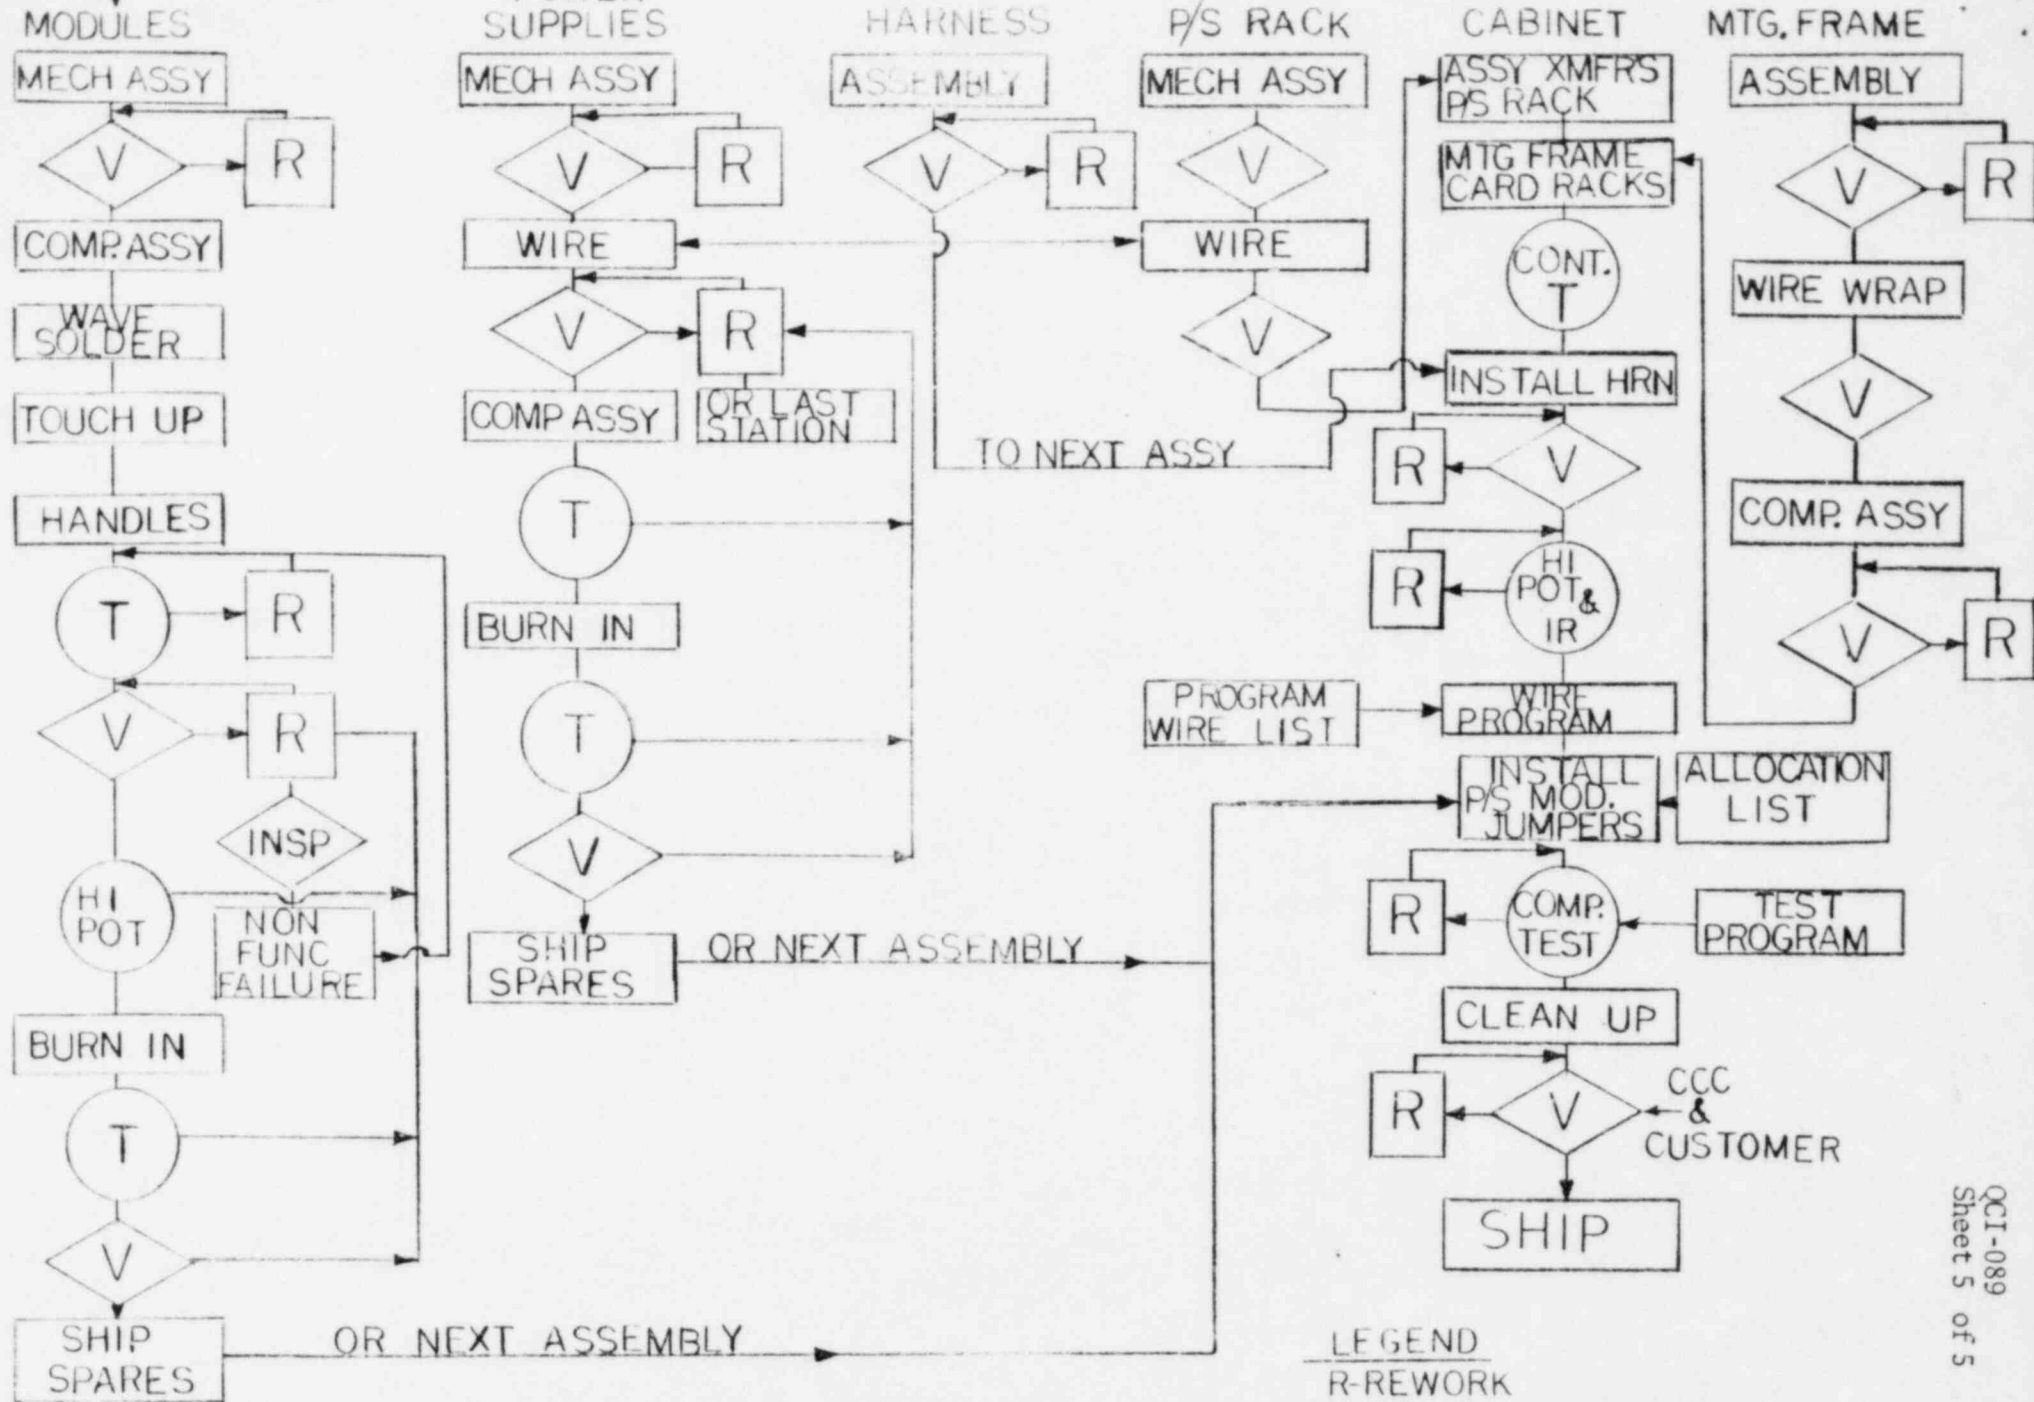 MODULES
MECH ASSY
V
R
COMP. ASSY
WAVE
SOLDER
TOUCH UP
HANDLES
T
R
V
R
INSP
HI
POT
NON
FUNC
FAILURE
BURN IN
T
V
SHIP
SPARES
OR NEXT ASSEMBLY
SUPPLIES
MECH ASSY
V
R
WIRE
V
R
COMP ASSY
OR LAST
STATION
T
BURN IN
T
V
SHIP
SPARES
OR NEXT ASSEMBLY
HARNESS
ASSEMBLY
V
R
TO NEXT ASSY
P/S RACK
MECH ASSY
V
WIRE
V
CABINET
ASSY XMFR'S
P/S RACK
MTG FRAME
CARD RACKS
CONT.
T
INSTALL HRN
R
V
R
HI
POT &
IR
PROGRAM
WIRE LIST
WIRE
PROGRAM
INSTALL
P/S MOD.
JUMPERS
ALLOCATION
LIST
R
COMP.
TEST
TEST
PROGRAM
CLEAN UP
R
V
CCC
&
CUSTOMER
SHIP
MTG. FRAME
ASSEMBLY
V
R
WIRE WRAP
V
COMP. ASSY
V
R
LEGEND
R-REWORK
QCI-089
Sheet 5 of 5